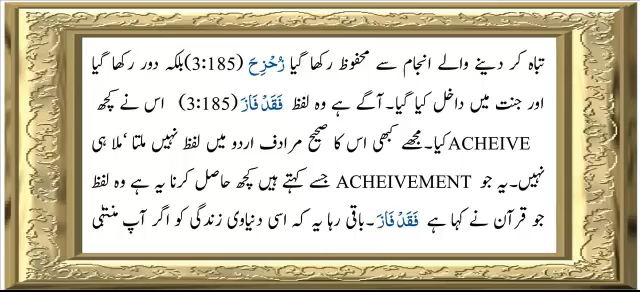 تباہ کر دینے والے انجام سے محفوظ رکھا گیا زُحْزِحَ (3:185) بلکہ دور رکھا گیا
اور جنت میں داخل کیا گیا۔ آگے ہے وہ لفظ فَقَدْ فَازَ (3:185) اس نے کچھ
ACHEIVE کیا۔ مجھے کبھی اس کا صحیح مرادف اردو میں لفظ نہیں ملتا ‘ملا ہی
نہیں۔ یہ جو ACHEIVEMENT جسے کہتے ہیں کچھ حاصل کرنا یہ ہے وہ لفظ
جو قرآن نے کہا ہے فَقَدْ فَازَ۔ باقی رہا یہ کہ اسی دنیاوی زندگی کو اگر آپ منتہی